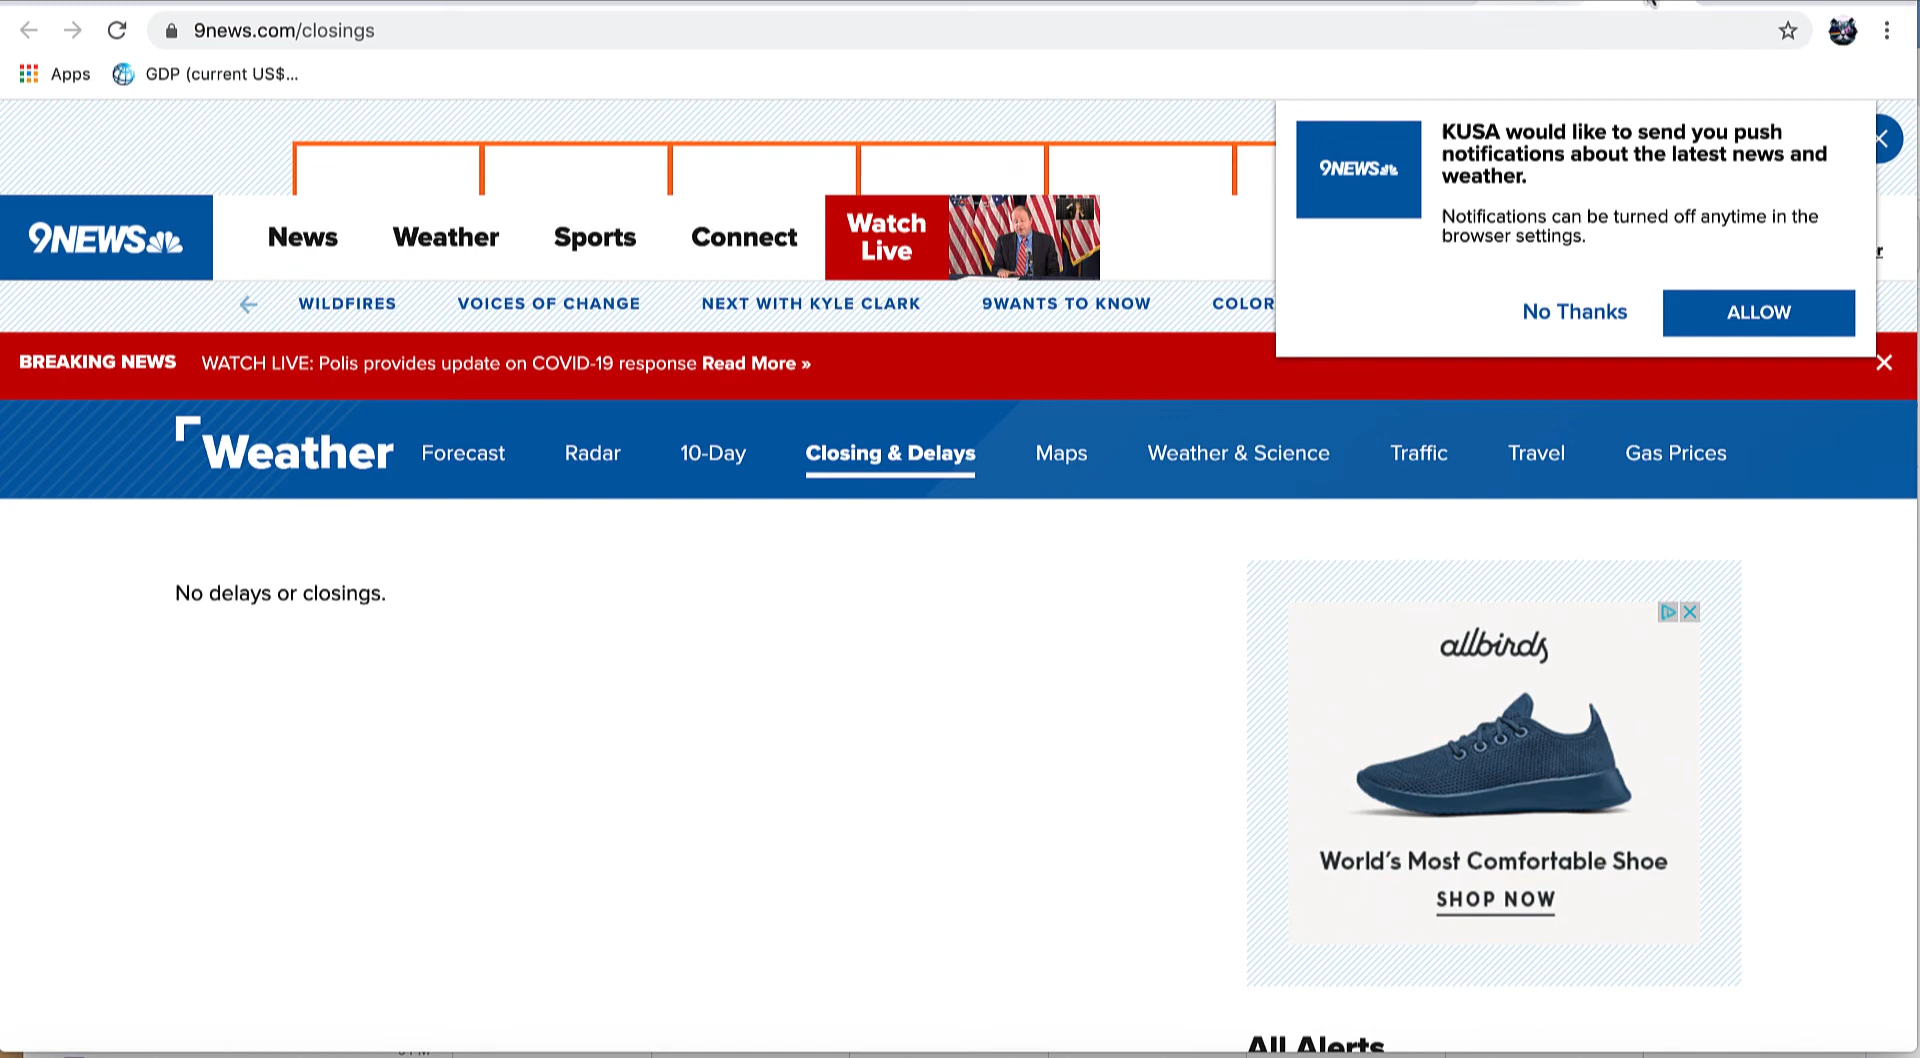 9news.com/closings
Apps
GDP (current US$...
KUSA would like to send you push
notifications about the latest news and
weather.
Notifications can be turned off anytime in the
browser settings.
No Thanks
ALLOW
9NEWS
9NEWS
News
Weather
Sports
Connect
Watch
Live
WILDFIRES
VOICES OF CHANGE
NEXT WITH KYLE CLARK
9WANTS TO KNOW
COLOR
BREAKING NEWS
WATCH LIVE: Polis provides update on COVID-19 response Read More »
Weather
Forecast
Radar
10-Day
Closing & Delays
Maps
Weather & Science
Traffic
Travel
Gas Prices
No delays or closings.
allbirds
World's Most Comfortable Shoe
SHOP NOW
All Alerts